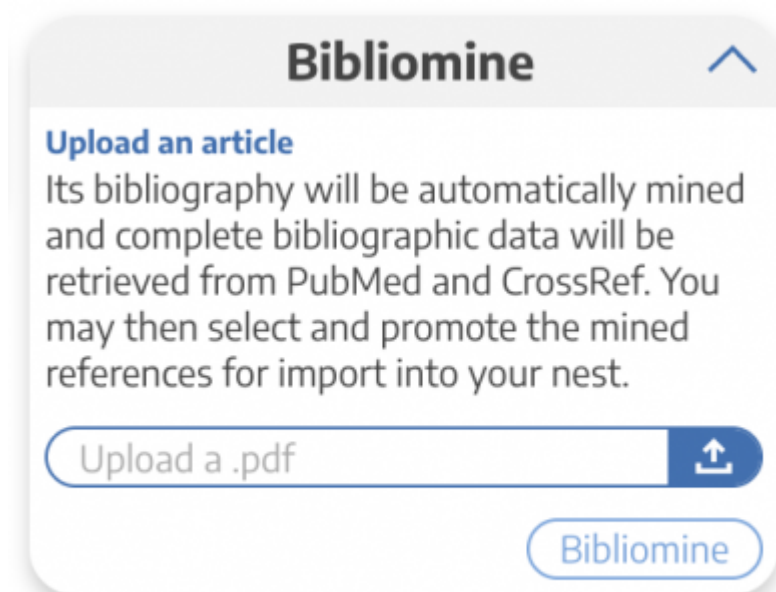 Bibliomine
Upload an article
Its bibliography will be automatically mined
and complete bibliographic data will be
retrieved from PubMed and CrossRef. You
may then select and promote the mined
references for import into your nest.
Upload a .pdf
Bibliomine